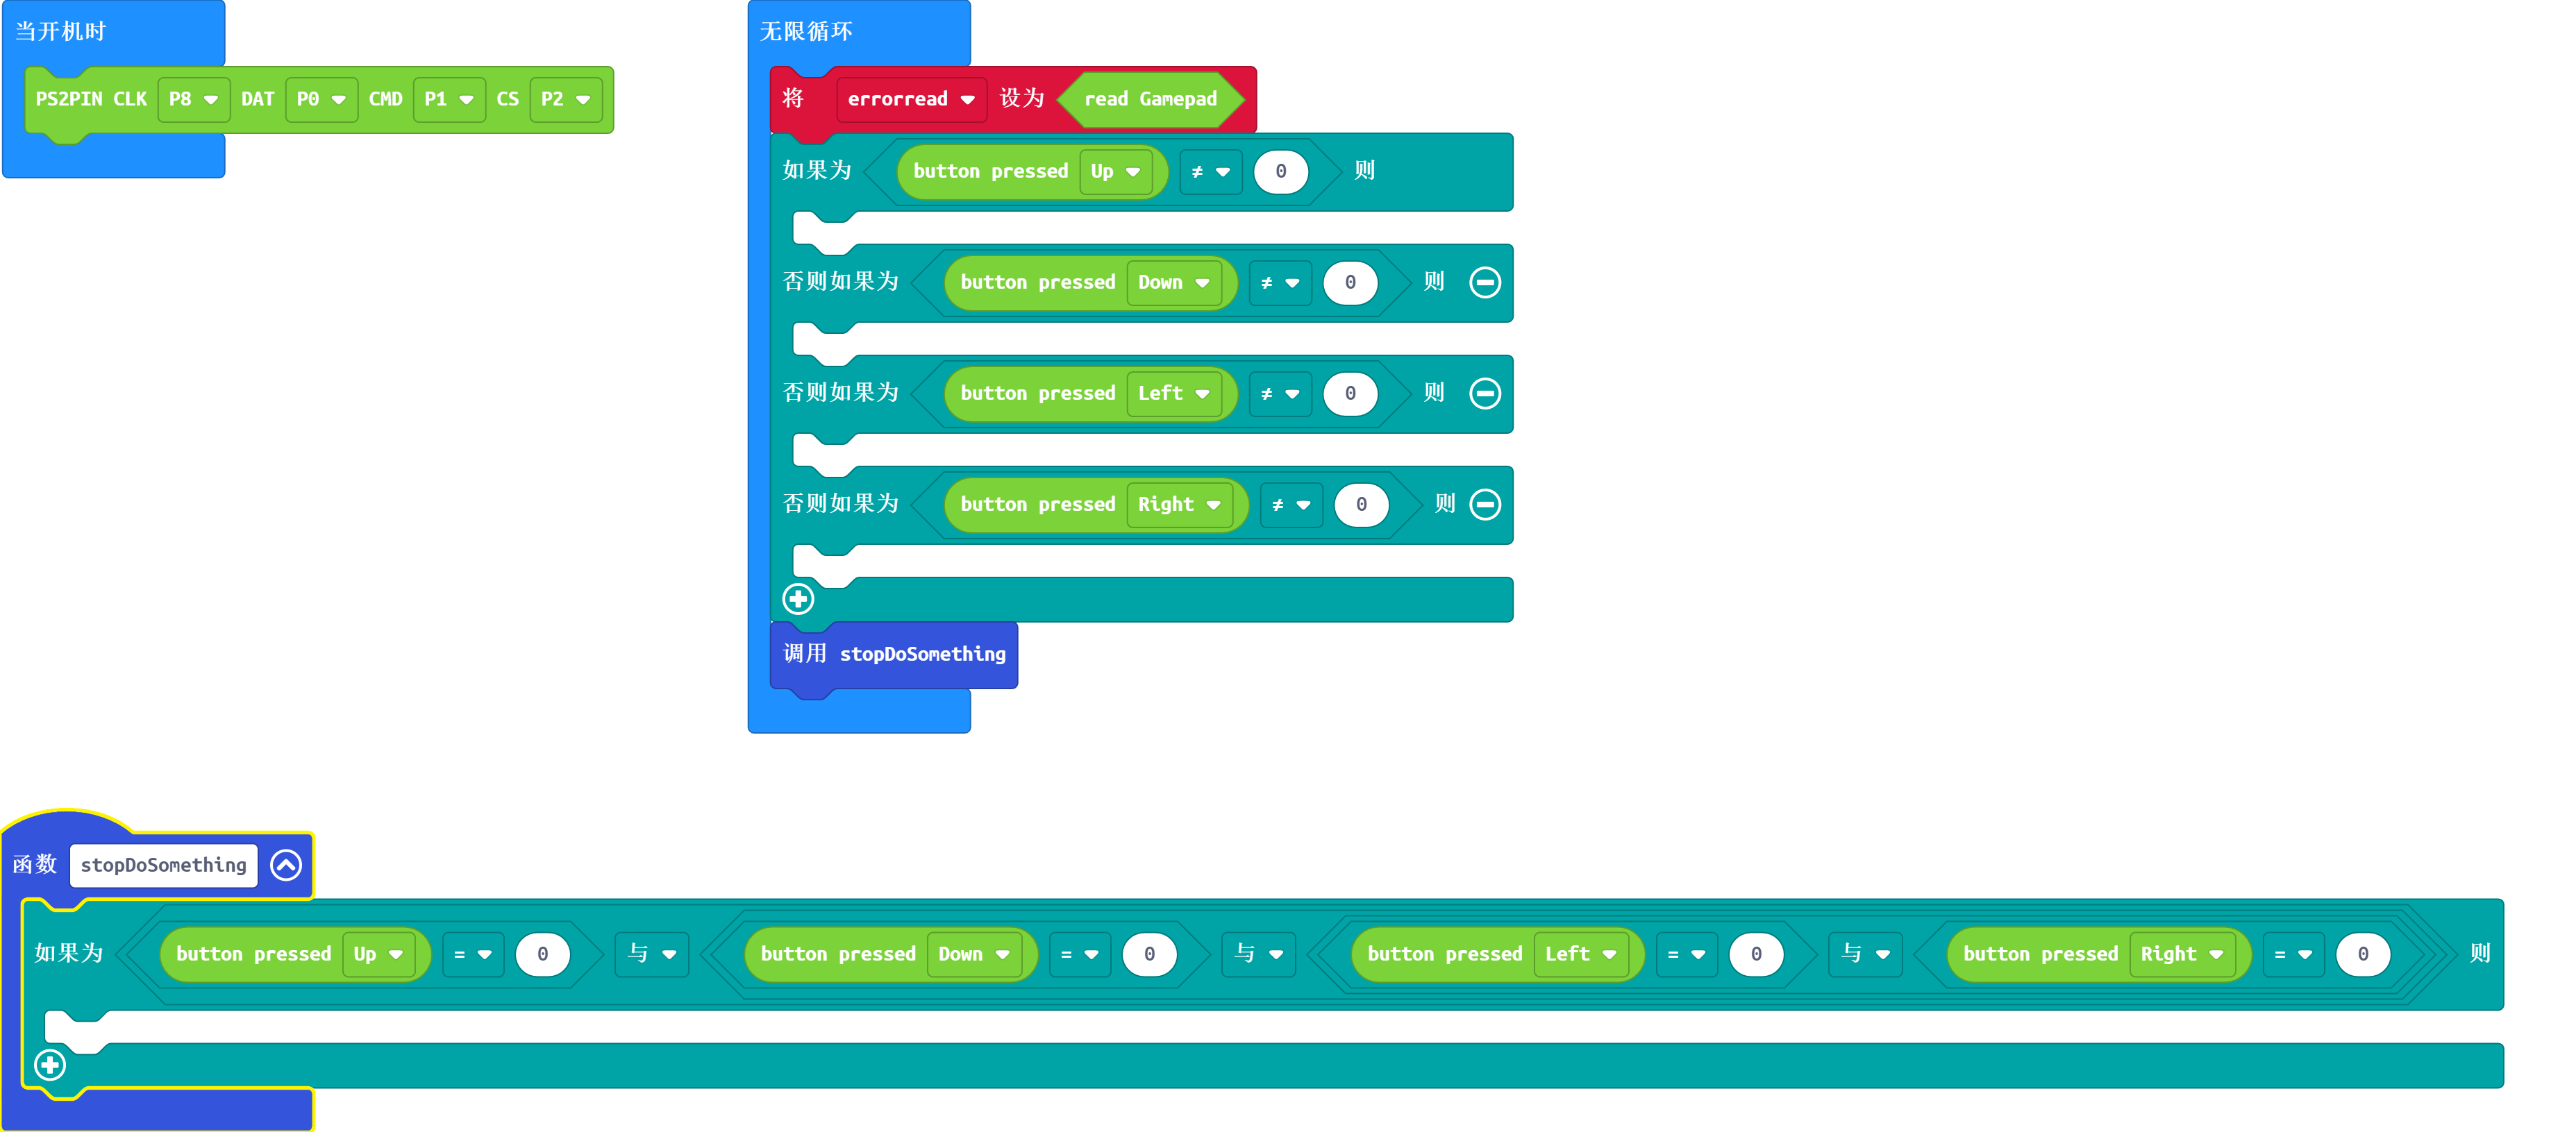 当开机时
PS2PIN CLK P8 DAT P0 CMD P1 CS P2
无限循环
将 errorread 设为 read Gamepad
如果为 button pressed Up ≠ 0 则
否则如果为 button pressed Down ≠ 0 则
否则如果为 button pressed Left ≠ 0 则
否则如果为 button pressed Right ≠ 0 则
调用 stopDoSomething
函数 stopDoSomething
如果为 button pressed Up = 0 与 button pressed Down = 0 与 button pressed Left = 0 与 button pressed Right = 0 则